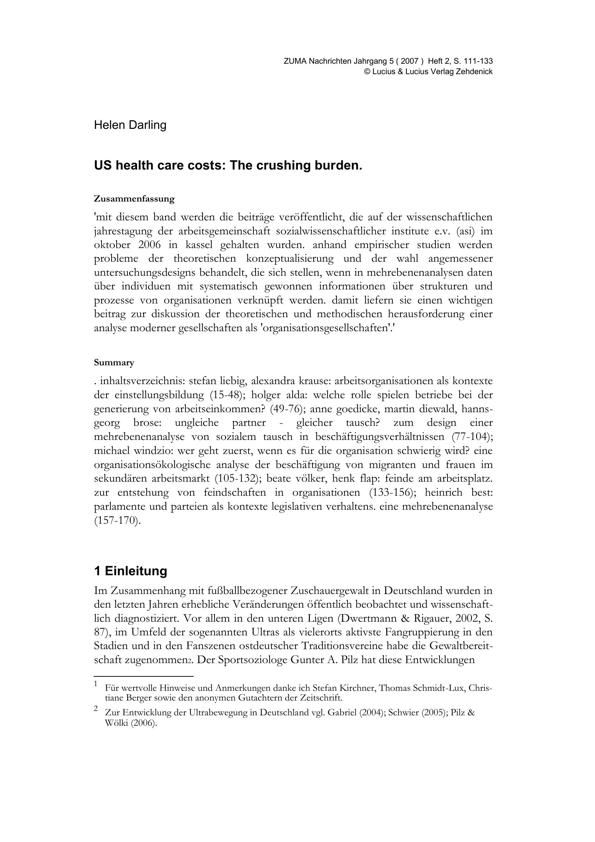 ZUMA Nachrichten Jahrgang 5 ( 2007 ) Heft 2, S. 111-133
© Lucius & Lucius Verlag Zehdenick
Helen Darling
US health care costs: The crushing burden.
Zusammenfassung
'mit diesem band werden die beiträge veröffentlicht, die auf der wissenschaftlichen
jahrestagung der arbeitsgemeinschaft sozialwissenschaftlicher institute e.v. (asi) im
oktober 2006 in kassel gehalten wurden. anhand empirischer studien werden
probleme der theoretischen konzeptualisierung und der wahl angemessener
untersuchungsdesigns behandelt, die sich stellen, wenn in mehrebenenanalysen daten
über individuen mit systematisch gewonnen informationen über strukturen und
prozesse von organisationen verknüpft werden. damit liefern sie einen wichtigen
beitrag zur diskussion der theoretischen und methodischen herausforderung einer
analyse moderner gesellschaften als 'organisationsgesellschaften'.'
Summary
. inhaltsverzeichnis: stefan liebig, alexandra krause: arbeitsorganisationen als kontexte
der einstellungsbildung (15-48); holger alda: welche rolle spielen betriebe bei der
generierung von arbeitseinkommen? (49-76); anne goedicke, martin diewald, hanns-
georg brose: ungleiche partner - gleicher tausch? zum design einer
mehrebenenanalyse von sozialem tausch in beschäftigungsverhältnissen (77-104);
michael windzio: wer geht zuerst, wenn es für die organisation schwierig wird? eine
organisationsökologische analyse der beschäftigung von migranten und frauen im
sekundären arbeitsmarkt (105-132); beate völker, henk flap: feinde am arbeitsplatz.
zur entstehung von feindschaften in organisationen (133-156); heinrich best:
parlamente und parteien als kontexte legislativen verhaltens. eine mehrebenenanalyse
(157-170).
1 Einleitung
Im Zusammenhang mit fußballbezogener Zuschauergewalt in Deutschland wurden in
den letzten Jahren erhebliche Veränderungen öffentlich beobachtet und wissenschaft-
lich diagnostiziert. Vor allem in den unteren Ligen (Dwertmann & Rigauer, 2002, S.
87), im Umfeld der sogenannten Ultras als vielerorts aktivste Fangruppierung in den
Stadien und in den Fanszenen ostdeutscher Traditionsvereine habe die Gewaltbereit-
schaft zugenommen2. Der Sportsoziologe Gunter A. Pilz hat diese Entwicklungen
1 Für wertvolle Hinweise und Anmerkungen danke ich Stefan Kirchner, Thomas Schmidt-Lux, Chris-
tiane Berger sowie den anonymen Gutachtern der Zeitschrift.
2 Zur Entwicklung der Ultrabewegung in Deutschland vgl. Gabriel (2004); Schwier (2005); Pilz &
Wölki (2006).